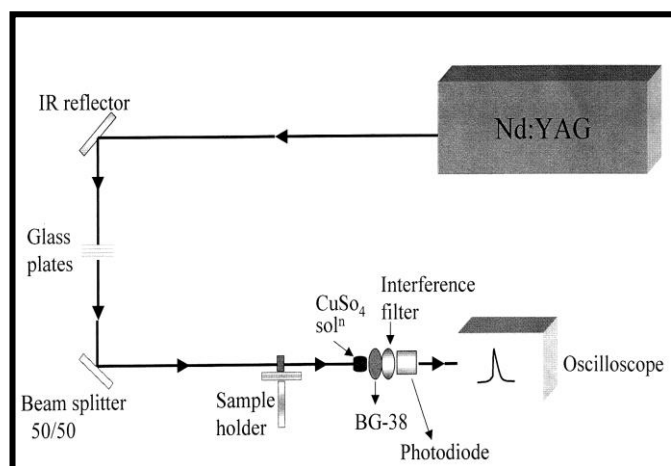 IR reflector
Nd:YAG
Glass
plates
Interference
filter
CuSo₄
solⁿ
Oscilloscope
Beam splitter
50/50
Sample
holder
BG-38
Photodiode